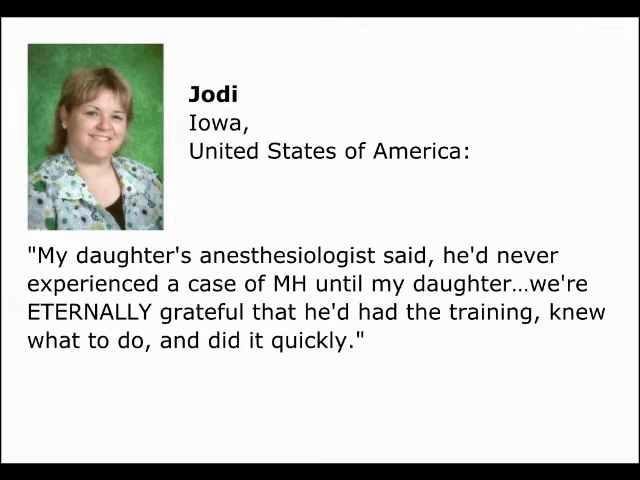 Jodi
Iowa,
United States of America:
"My daughter's anesthesiologist said, he'd never
experienced a case of MH until my daughter…we're
ETERNALLY grateful that he'd had the training, knew
what to do, and did it quickly."